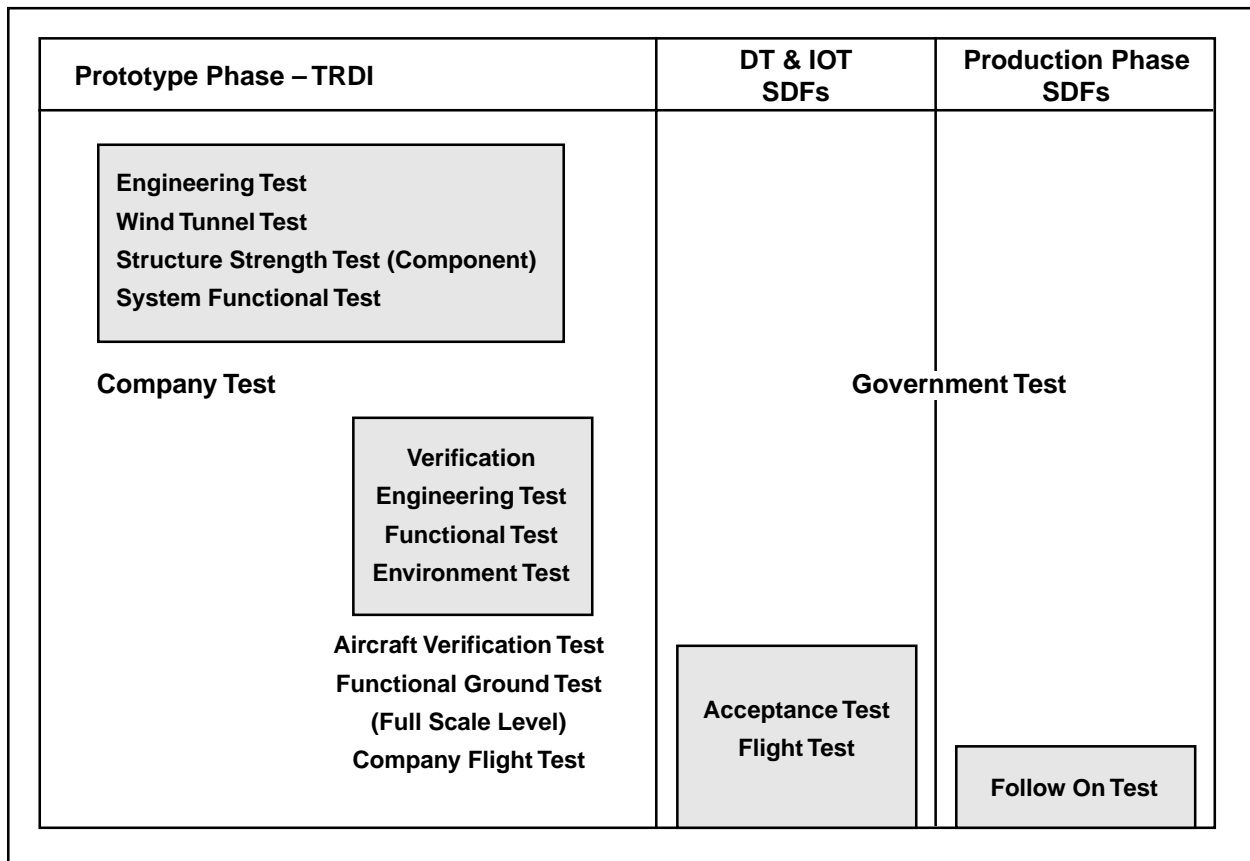 Prototype Phase – TRDI
DT & IOT
SDFs
Production Phase
SDFs
Engineering Test
Wind Tunnel Test
Structure Strength Test (Component)
System Functional Test
Company Test
Government Test
Verification
Engineering Test
Functional Test
Environment Test
Aircraft Verification Test
Functional Ground Test
(Full Scale Level)
Company Flight Test
Acceptance Test
Flight Test
Follow On Test